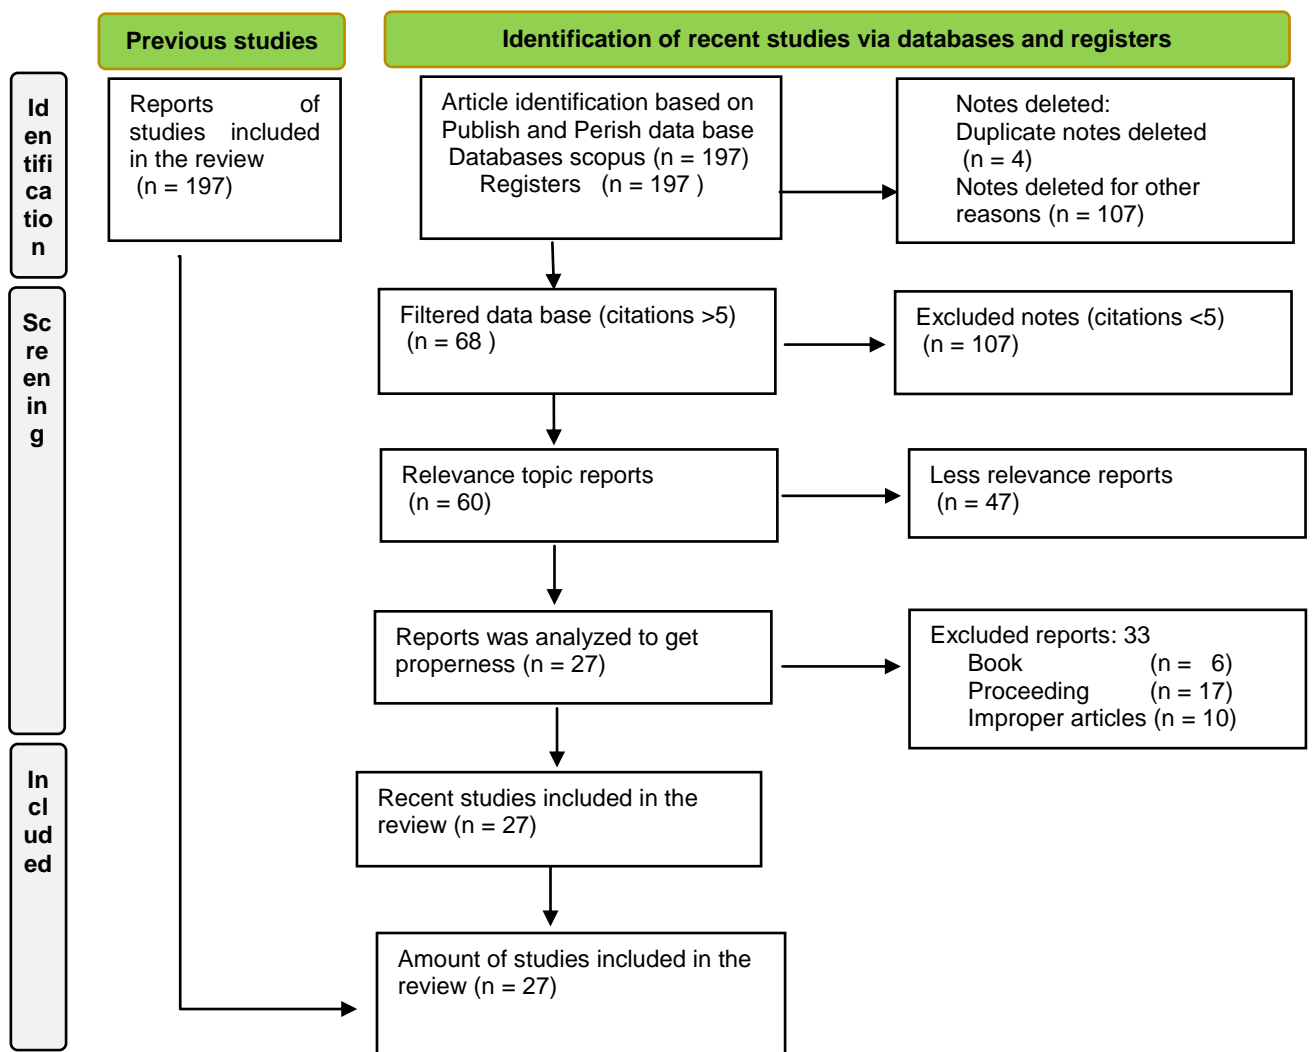 Previous studies
Identification of recent studies via databases and registers
Id
en
tifi
ca
tio
n
Reports of
studies included
in the review
(n = 197)
Article identification based on
Publish and Perish data base
Databases scopus (n = 197)
Registers (n = 197 )
Notes deleted:
Duplicate notes deleted
(n = 4)
Notes deleted for other
reasons (n = 107)
Sc
re
en
in
g
Filtered data base (citations >5)
(n = 68 )
Excluded notes (citations <5)
(n = 107)
Relevance topic reports
(n = 60)
Less relevance reports
(n = 47)
Reports was analyzed to get
properness (n = 27)
Excluded reports: 33
Book (n = 6)
Proceeding (n = 17)
Improper articles (n = 10)
In
cl
ud
ed
Recent studies included in the
review (n = 27)
Amount of studies included in the
review (n = 27)